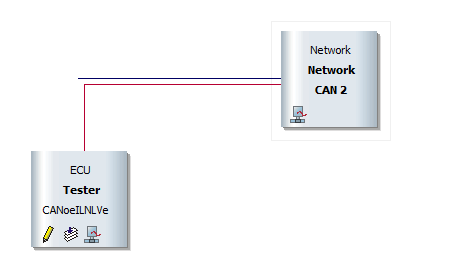 Network
Network
CAN 2
ECU
Tester
CANoeILNLVe